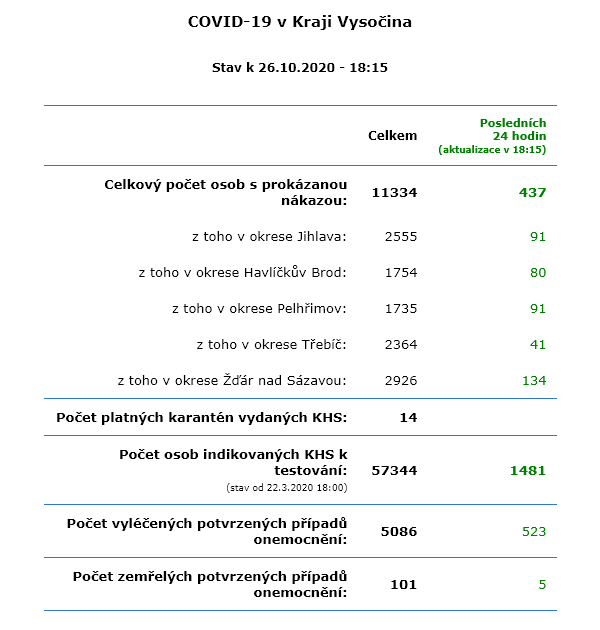 COVID-19 v Kraji Vysočina
Stav k 26.10.2020 - 18:15
Celkem
Posledních
24 hodin
(aktualizace v 18:15)
Celkový počet osob s prokázanou
nákazou: 11334 437
z toho v okrese Jihlava: 2555 91
z toho v okrese Havlíčkův Brod: 1754 80
z toho v okrese Pelhřimov: 1735 91
z toho v okrese Třebíč: 2364 41
z toho v okrese Žďár nad Sázavou: 2926 134
Počet platných karantén vydaných KHS: 14
Počet osob indikovaných KHS k
testování: 57344 1481
(stav od 22.3.2020 18:00)
Počet vyléčených potvrzených případů
onemocnění: 5086 523
Počet zemřelých potvrzených případů
onemocnění: 101 5